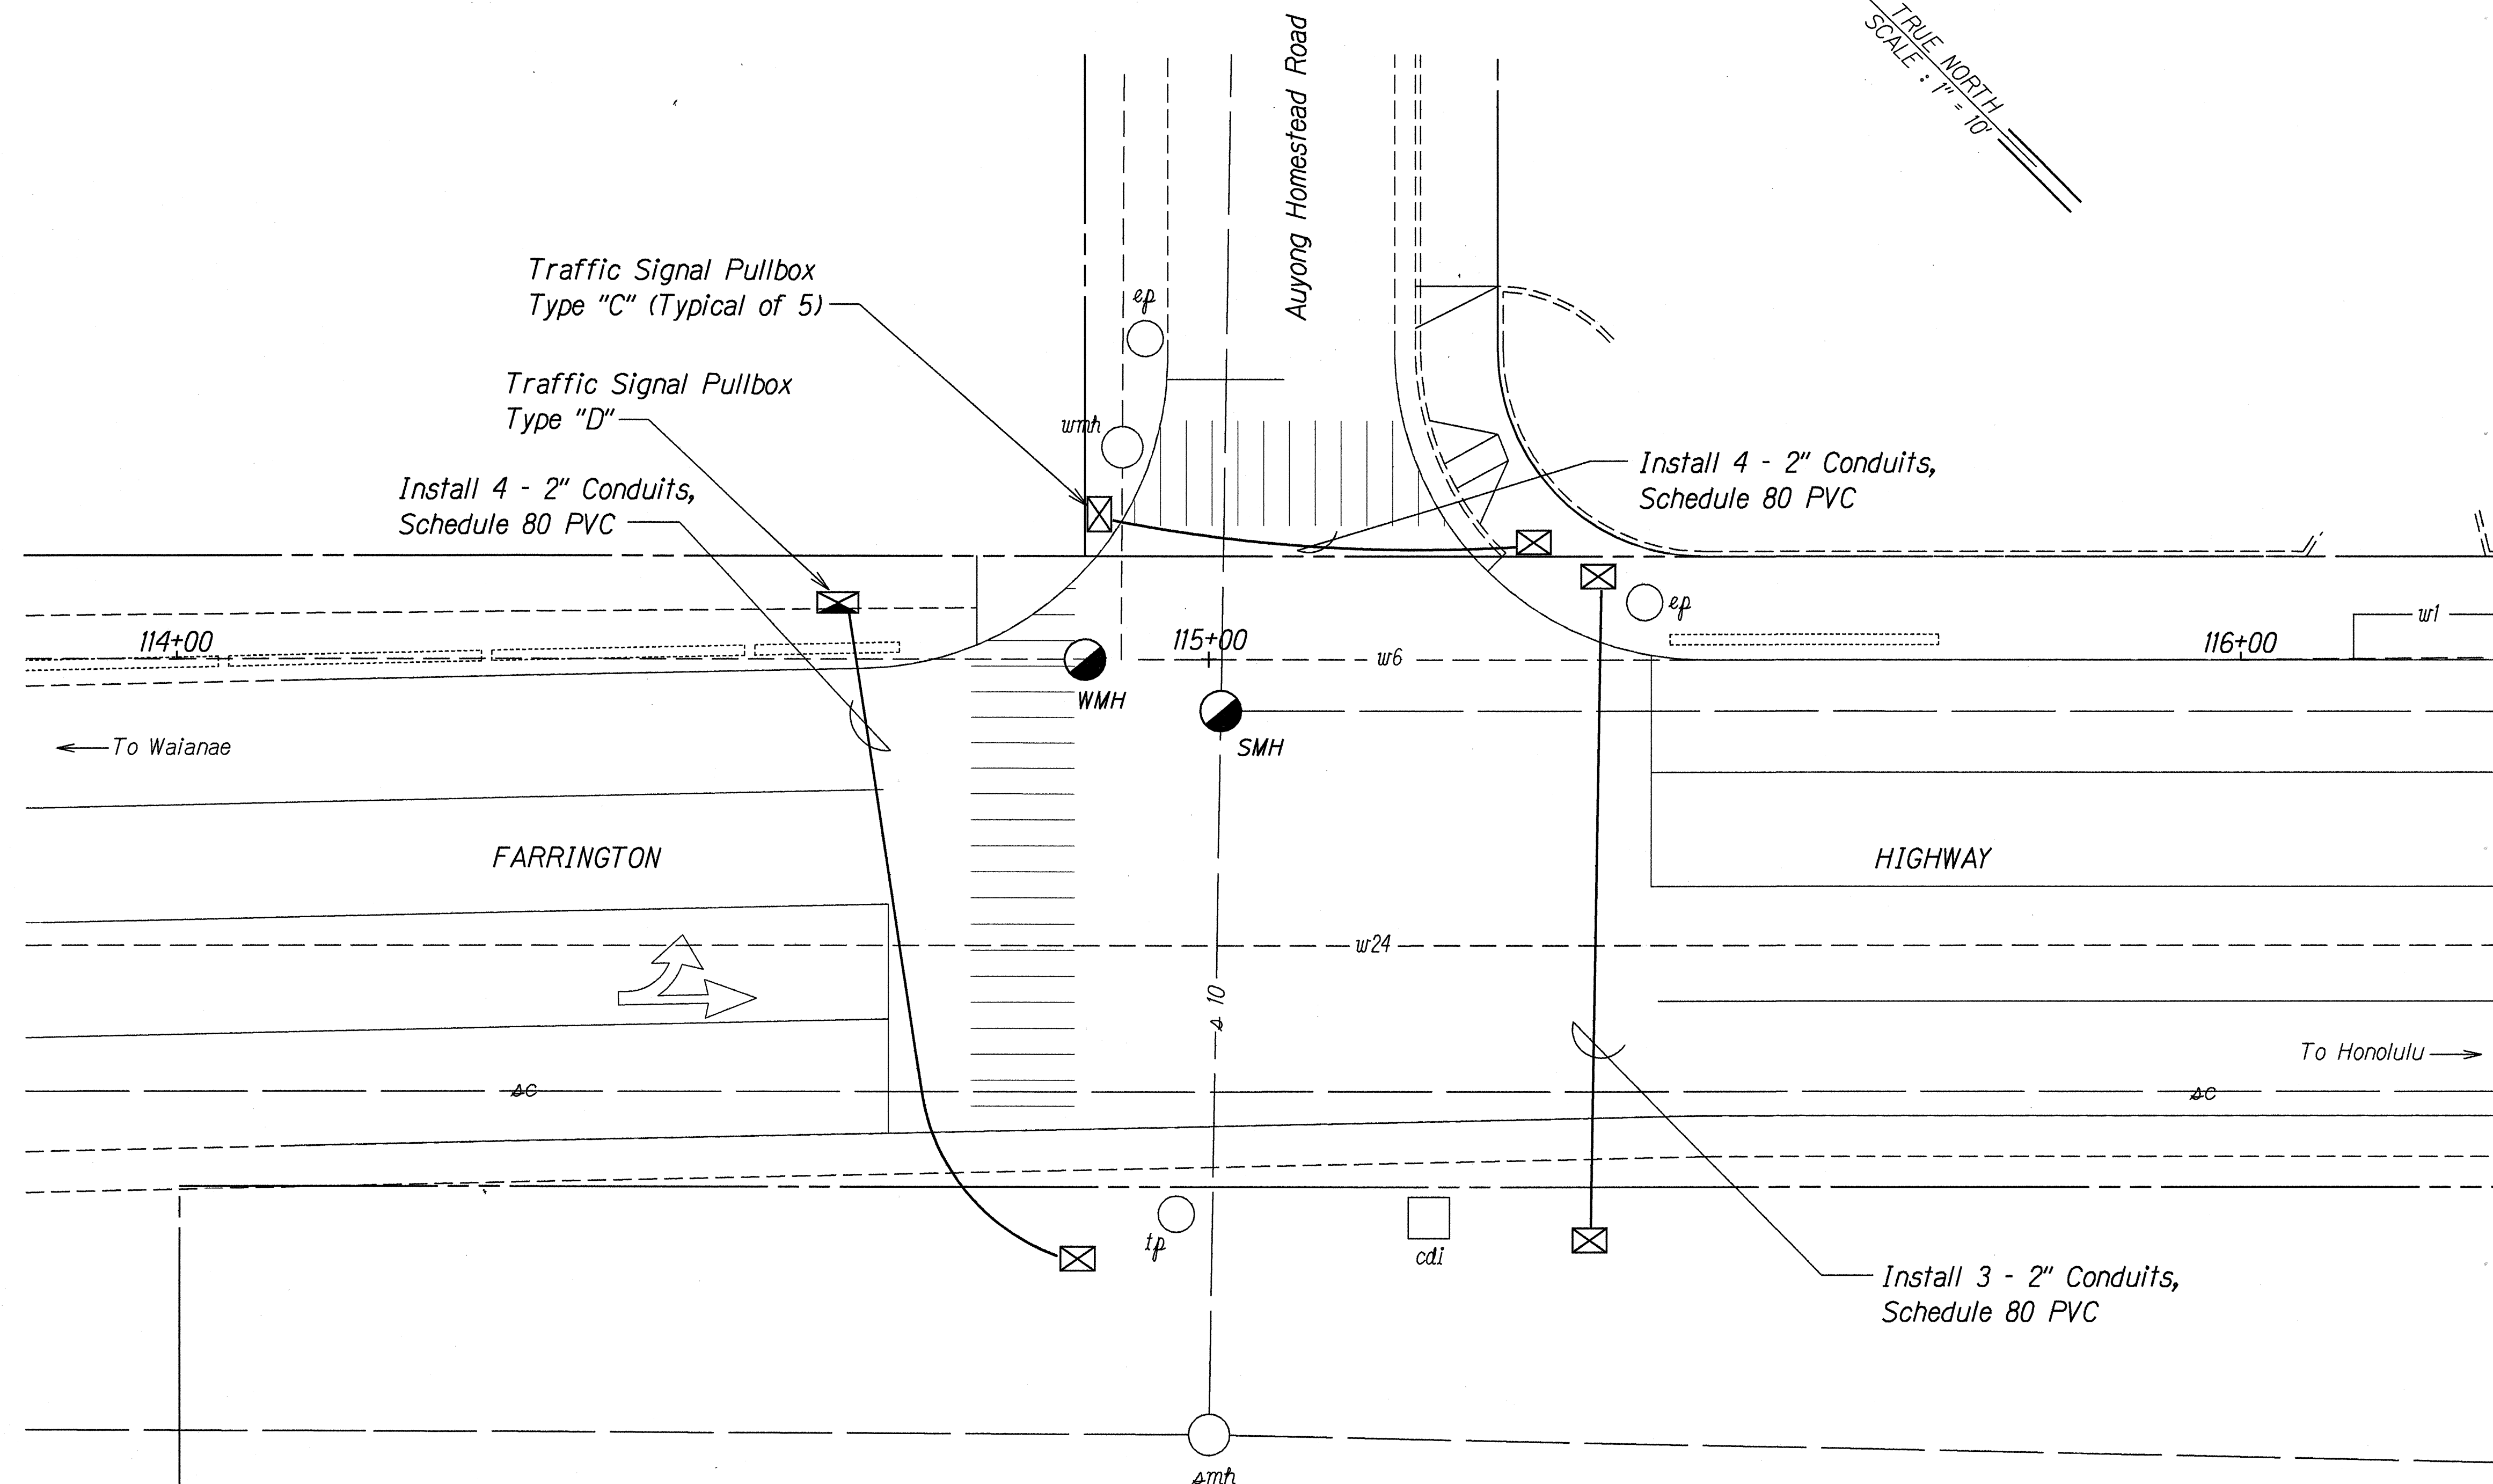 TRUE NORTH
SCALE : 1" = 10'
Auyong Homestead Road
Traffic Signal Pullbox
Type "C" (Typical of 5)
ep
Traffic Signal Pullbox
Type "D"
wmh
Install 4 - 2" Conduits,
Schedule 80 PVC
Install 4 - 2" Conduits,
Schedule 80 PVC
ep
w1
114+00
115+00
116+00
w6
WMH
SMH
To Waianae
FARRINGTON
HIGHWAY
w24
s 10
To Honolulu
sc
sc
tp
cdi
Install 3 - 2" Conduits,
Schedule 80 PVC
smh